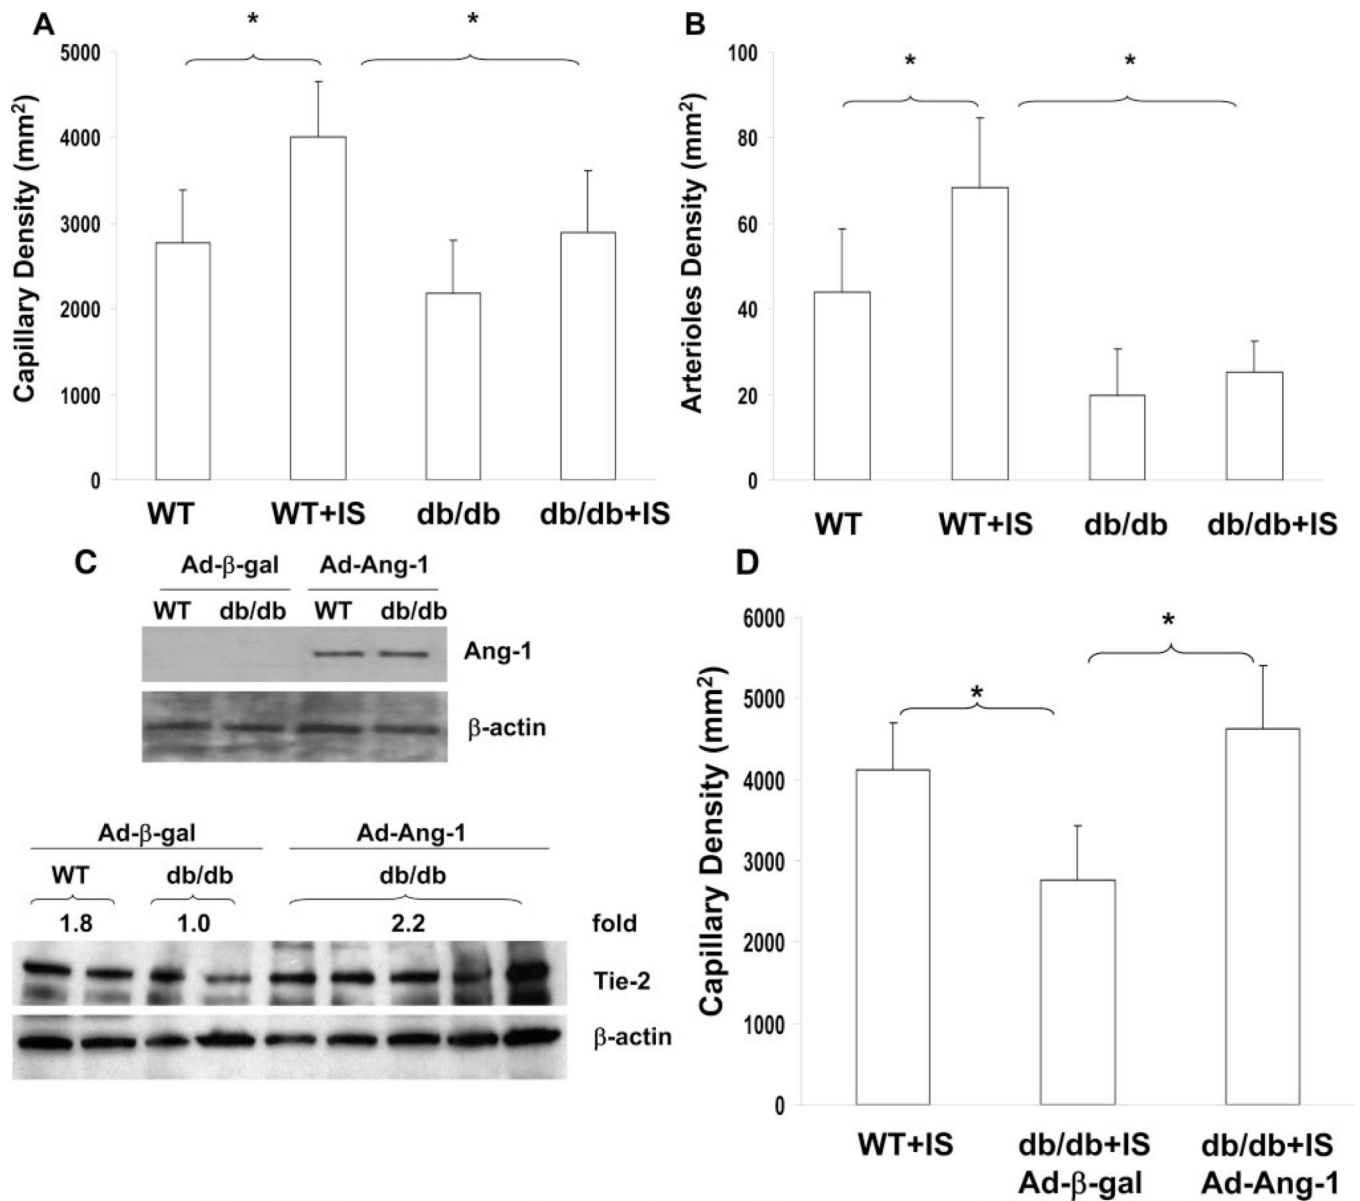 A
* *
5000
4000
3000
2000
1000
0
Capillary Density (mm²)
WT WT+IS db/db db/db+IS
B
* *
100
80
60
40
20
0
Arterioles Density (mm²)
WT WT+IS db/db db/db+IS
C
Ad-β-gal Ad-Ang-1
WT db/db WT db/db
Ang-1
β-actin
Ad-β-gal Ad-Ang-1
WT db/db db/db
1.8 1.0 2.2 fold
Tie-2
β-actin
D
* *
6000
5000
4000
3000
2000
1000
0
Capillary Density (mm²)
WT+IS db/db+IS db/db+IS
Ad-β-gal Ad-Ang-1